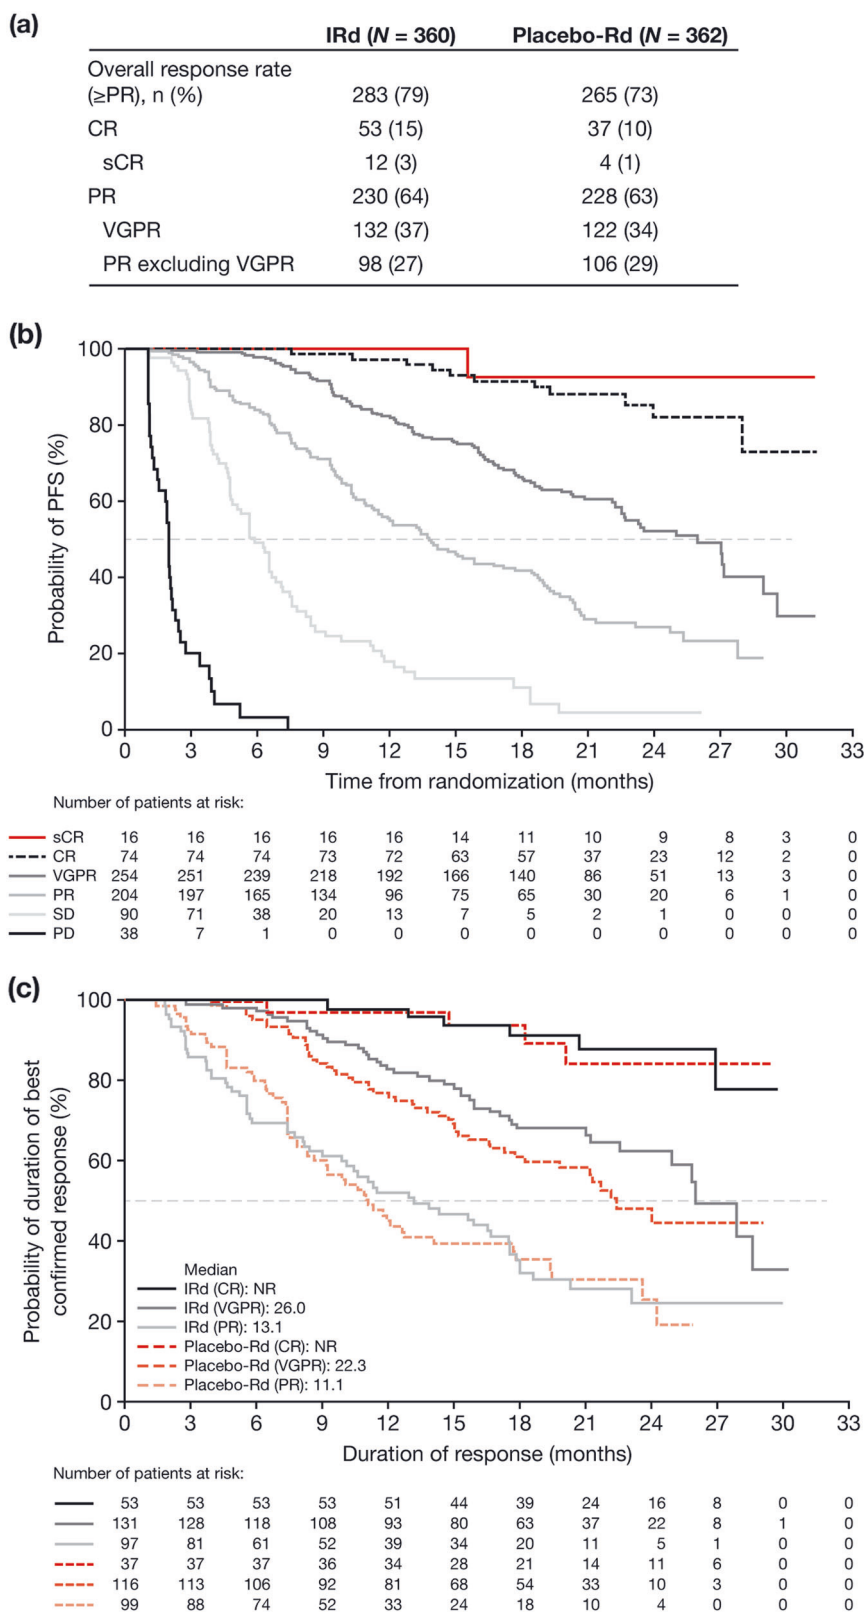 (a)
IRd (N = 360) Placebo-Rd (N = 362)
Overall response rate
(≥PR), n (%) 283 (79) 265 (73)
CR 53 (15) 37 (10)
sCR 12 (3) 4 (1)
PR 230 (64) 228 (63)
VGPR 132 (37) 122 (34)
PR excluding VGPR 98 (27) 106 (29)
(b)
Probability of PFS (%)
100
80
60
40
20
0
0 3 6 9 12 15 18 21 24 27 30 33
Time from randomization (months)
Number of patients at risk:
sCR 16 16 16 16 16 14 11 10 9 8 3 0
CR 74 74 74 73 72 63 57 37 23 12 2 0
VGPR 254 251 239 218 192 166 140 86 51 13 3 0
PR 204 197 165 134 96 75 65 30 20 6 1 0
SD 90 71 38 20 13 7 5 2 1 0 0 0
PD 38 7 1 0 0 0 0 0 0 0 0 0
(c)
Probability of duration of best
confirmed response (%)
100
80
60
40
20
0
Median
IRd (CR): NR
IRd (VGPR): 26.0
IRd (PR): 13.1
Placebo-Rd (CR): NR
Placebo-Rd (VGPR): 22.3
Placebo-Rd (PR): 11.1
0 3 6 9 12 15 18 21 24 27 30 33
Duration of response (months)
Number of patients at risk:
53 53 53 53 51 44 39 24 16 8 0 0
131 128 118 108 93 80 63 37 22 8 1 0
97 81 61 52 39 34 20 11 5 1 0 0
37 37 37 36 34 28 21 14 11 6 0 0
116 113 106 92 81 68 54 33 10 3 0 0
99 88 74 52 33 24 18 10 4 0 0 0